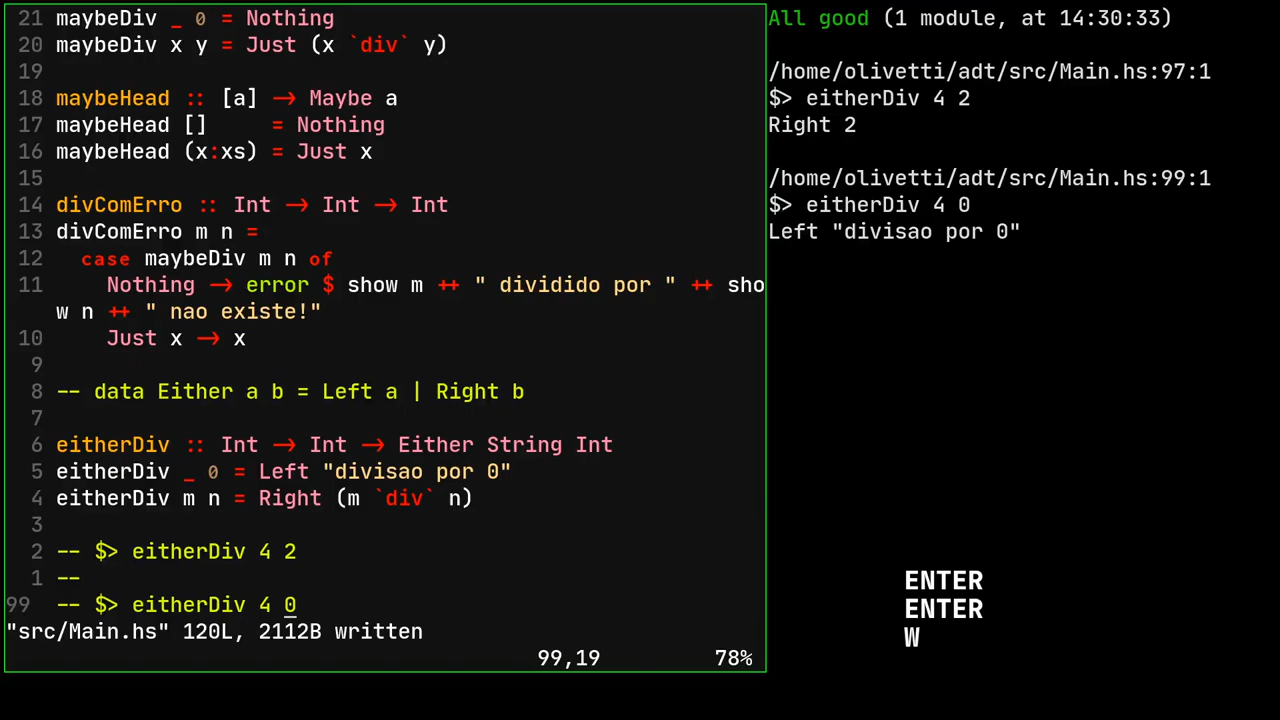 21 maybeDiv _ 0 = Nothing
20 maybeDiv x y = Just (x `div` y)
19
18 maybeHead :: [a] -> Maybe a
17 maybeHead []     = Nothing
16 maybeHead (x:xs) = Just x
15
14 divComErro :: Int -> Int -> Int
13 divComErro m n =
12   case maybeDiv m n of
11     Nothing -> error $ show m ++ " dividido por " ++ sho
w n ++ " nao existe!"
10     Just x -> x
9
8 -- data Either a b = Left a | Right b
7
6 eitherDiv :: Int -> Int -> Either String Int
5 eitherDiv _ 0 = Left "divisao por 0"
4 eitherDiv m n = Right (m `div` n)
3
2 -- $> eitherDiv 4 2
1 --
99 -- $> eitherDiv 4 0
"src/Main.hs" 120L, 2112B written
99,19 78%
All good (1 module, at 14:30:33)
/home/olivetti/adt/src/Main.hs:97:1
$> eitherDiv 4 2
Right 2
/home/olivetti/adt/src/Main.hs:99:1
$> eitherDiv 4 0
Left "divisao por 0"
ENTER
ENTER
W